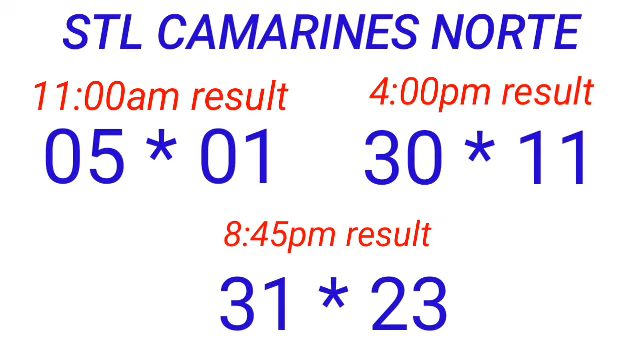 STL CAMARINES NORTE
11:00am result
05 * 01
4:00pm result
30 * 11
8:45pm result
31 * 23